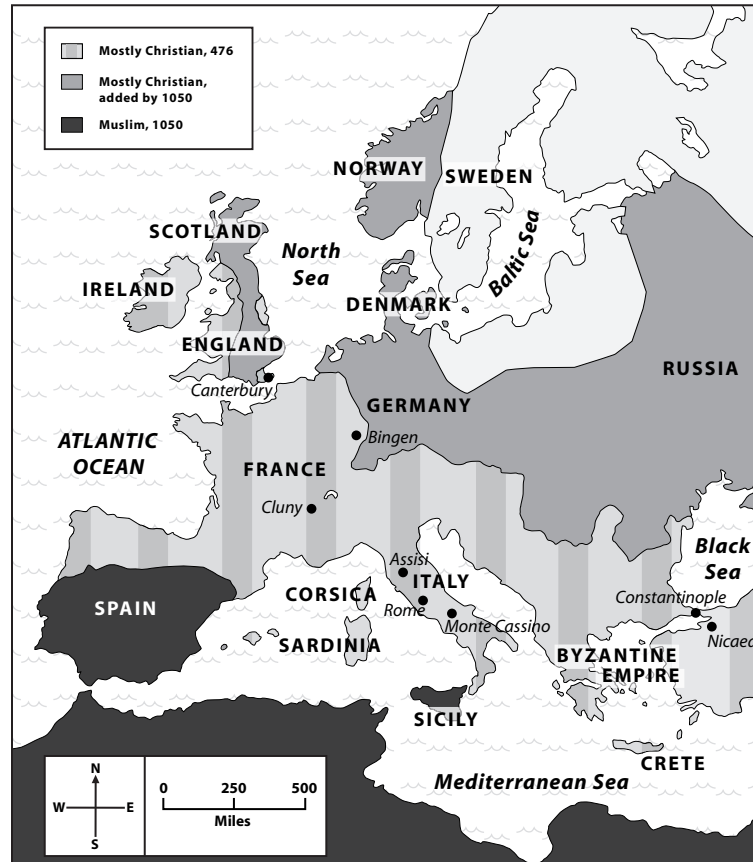 Mostly Christian, 476
Mostly Christian,
added by 1050
Muslim, 1050
NORWAY
SWEDEN
SCOTLAND
North
Sea
Baltic Sea
IRELAND
DENMARK
ENGLAND
Canterbury
RUSSIA
GERMANY
ATLANTIC
OCEAN
Bingen
FRANCE
Cluny
Black
Sea
Assisi
ITALY
CORSICA
Constantinople
SPAIN
Rome
Monte Cassino
Nicaea
SARDINIA
BYZANTINE
EMPIRE
SICILY
CRETE
Mediterranean Sea
N
W
E
S
0
250
500
Miles